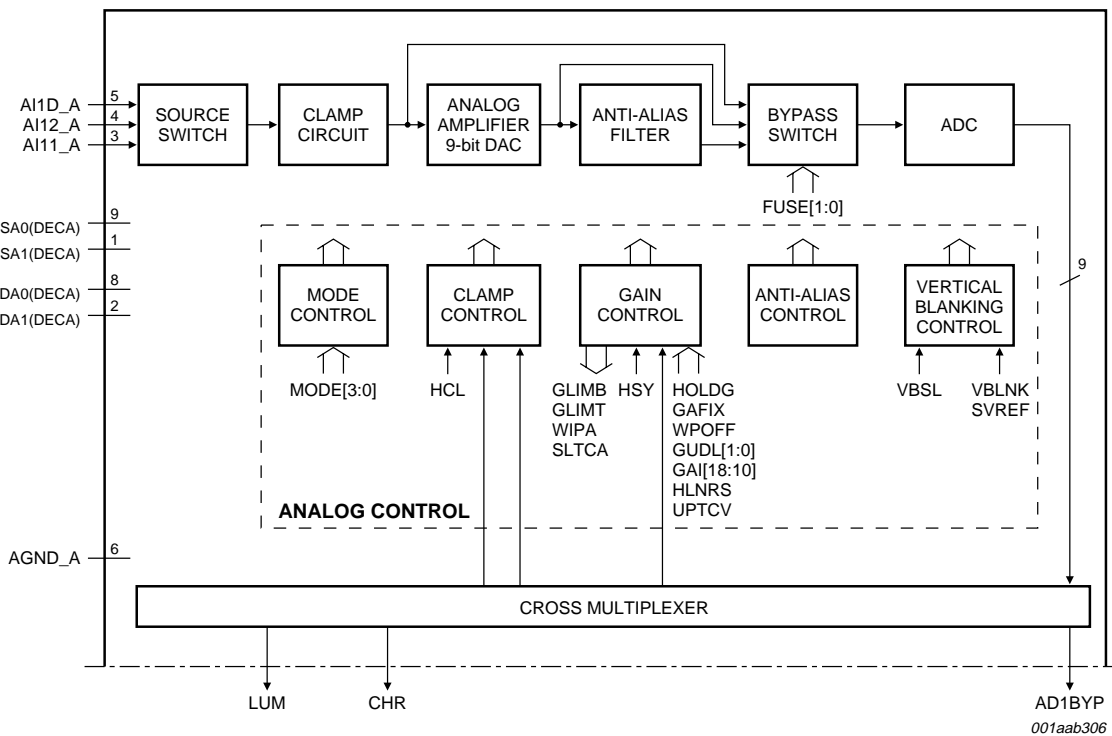 AI1D_A
5
AI12_A
4
AI11_A
3
SOURCE
SWITCH
CLAMP
CIRCUIT
ANALOG
AMPLIFIER
9-bit DAC
ANTI-ALIAS
FILTER
BYPASS
SWITCH
ADC
FUSE[1:0]
SA0(DECA)
9
SA1(DECA)
1
DA0(DECA)
8
DA1(DECA)
2
9
MODE
CONTROL
CLAMP
CONTROL
GAIN
CONTROL
ANTI-ALIAS
CONTROL
VERTICAL
BLANKING
CONTROL
MODE[3:0]
HCL
GLIMB
GLIMT
WIPA
SLTCA
HSY
HOLDG
GAFIX
WPOFF
GUDL[1:0]
GAI[18:10]
HLNRS
UPTCV
VBSL
VBLNK
SVREF
ANALOG CONTROL
AGND_A
6
CROSS MULTIPLEXER
LUM
CHR
AD1BYP
001aab306